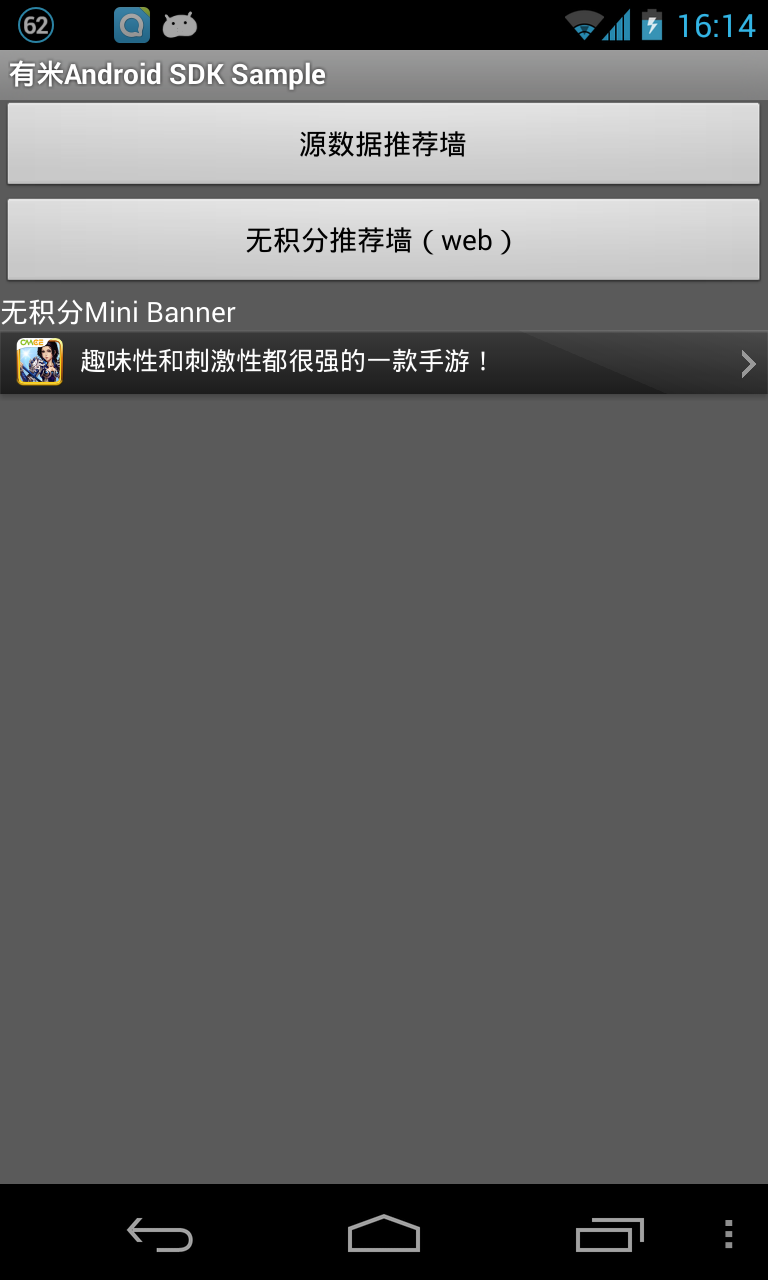 62
16:14
有米Android SDK Sample
源数据推荐墙
无积分推荐墙（web）
无积分Mini Banner
趣味性和刺激性都很强的一款手游！